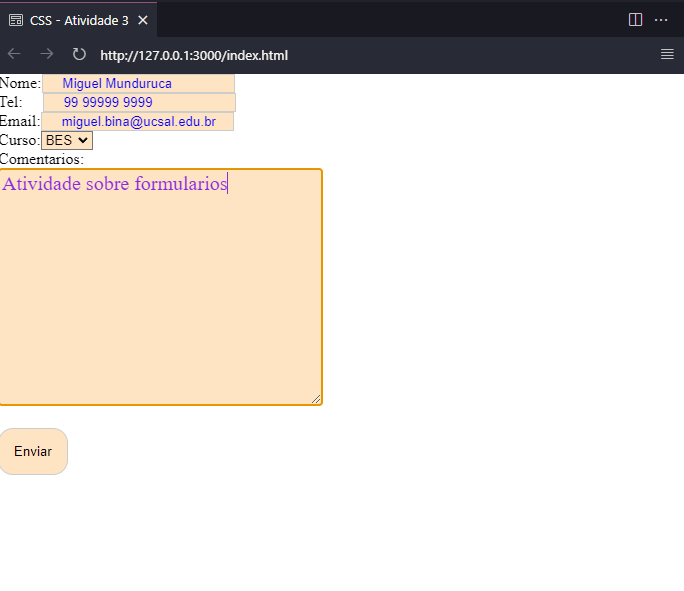 CSS - Atividade 3
http://127.0.0.1:3000/index.html
Nome: Miguel Munduruca
Tel: 99 99999 9999
Email: miguel.bina@ucsal.edu.br
Curso: BES
Comentarios:
Atividade sobre formularios
Enviar